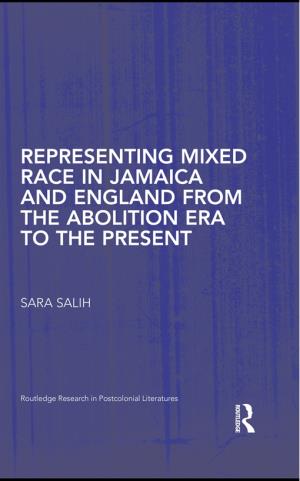 REPRESENTING MIXED
RACE IN JAMAICA
AND ENGLAND FROM
THE ABOLITION ERA
TO THE PRESENT
SARA SALIH
Routledge Research in Postcolonial Literatures
ROUTLEDGE